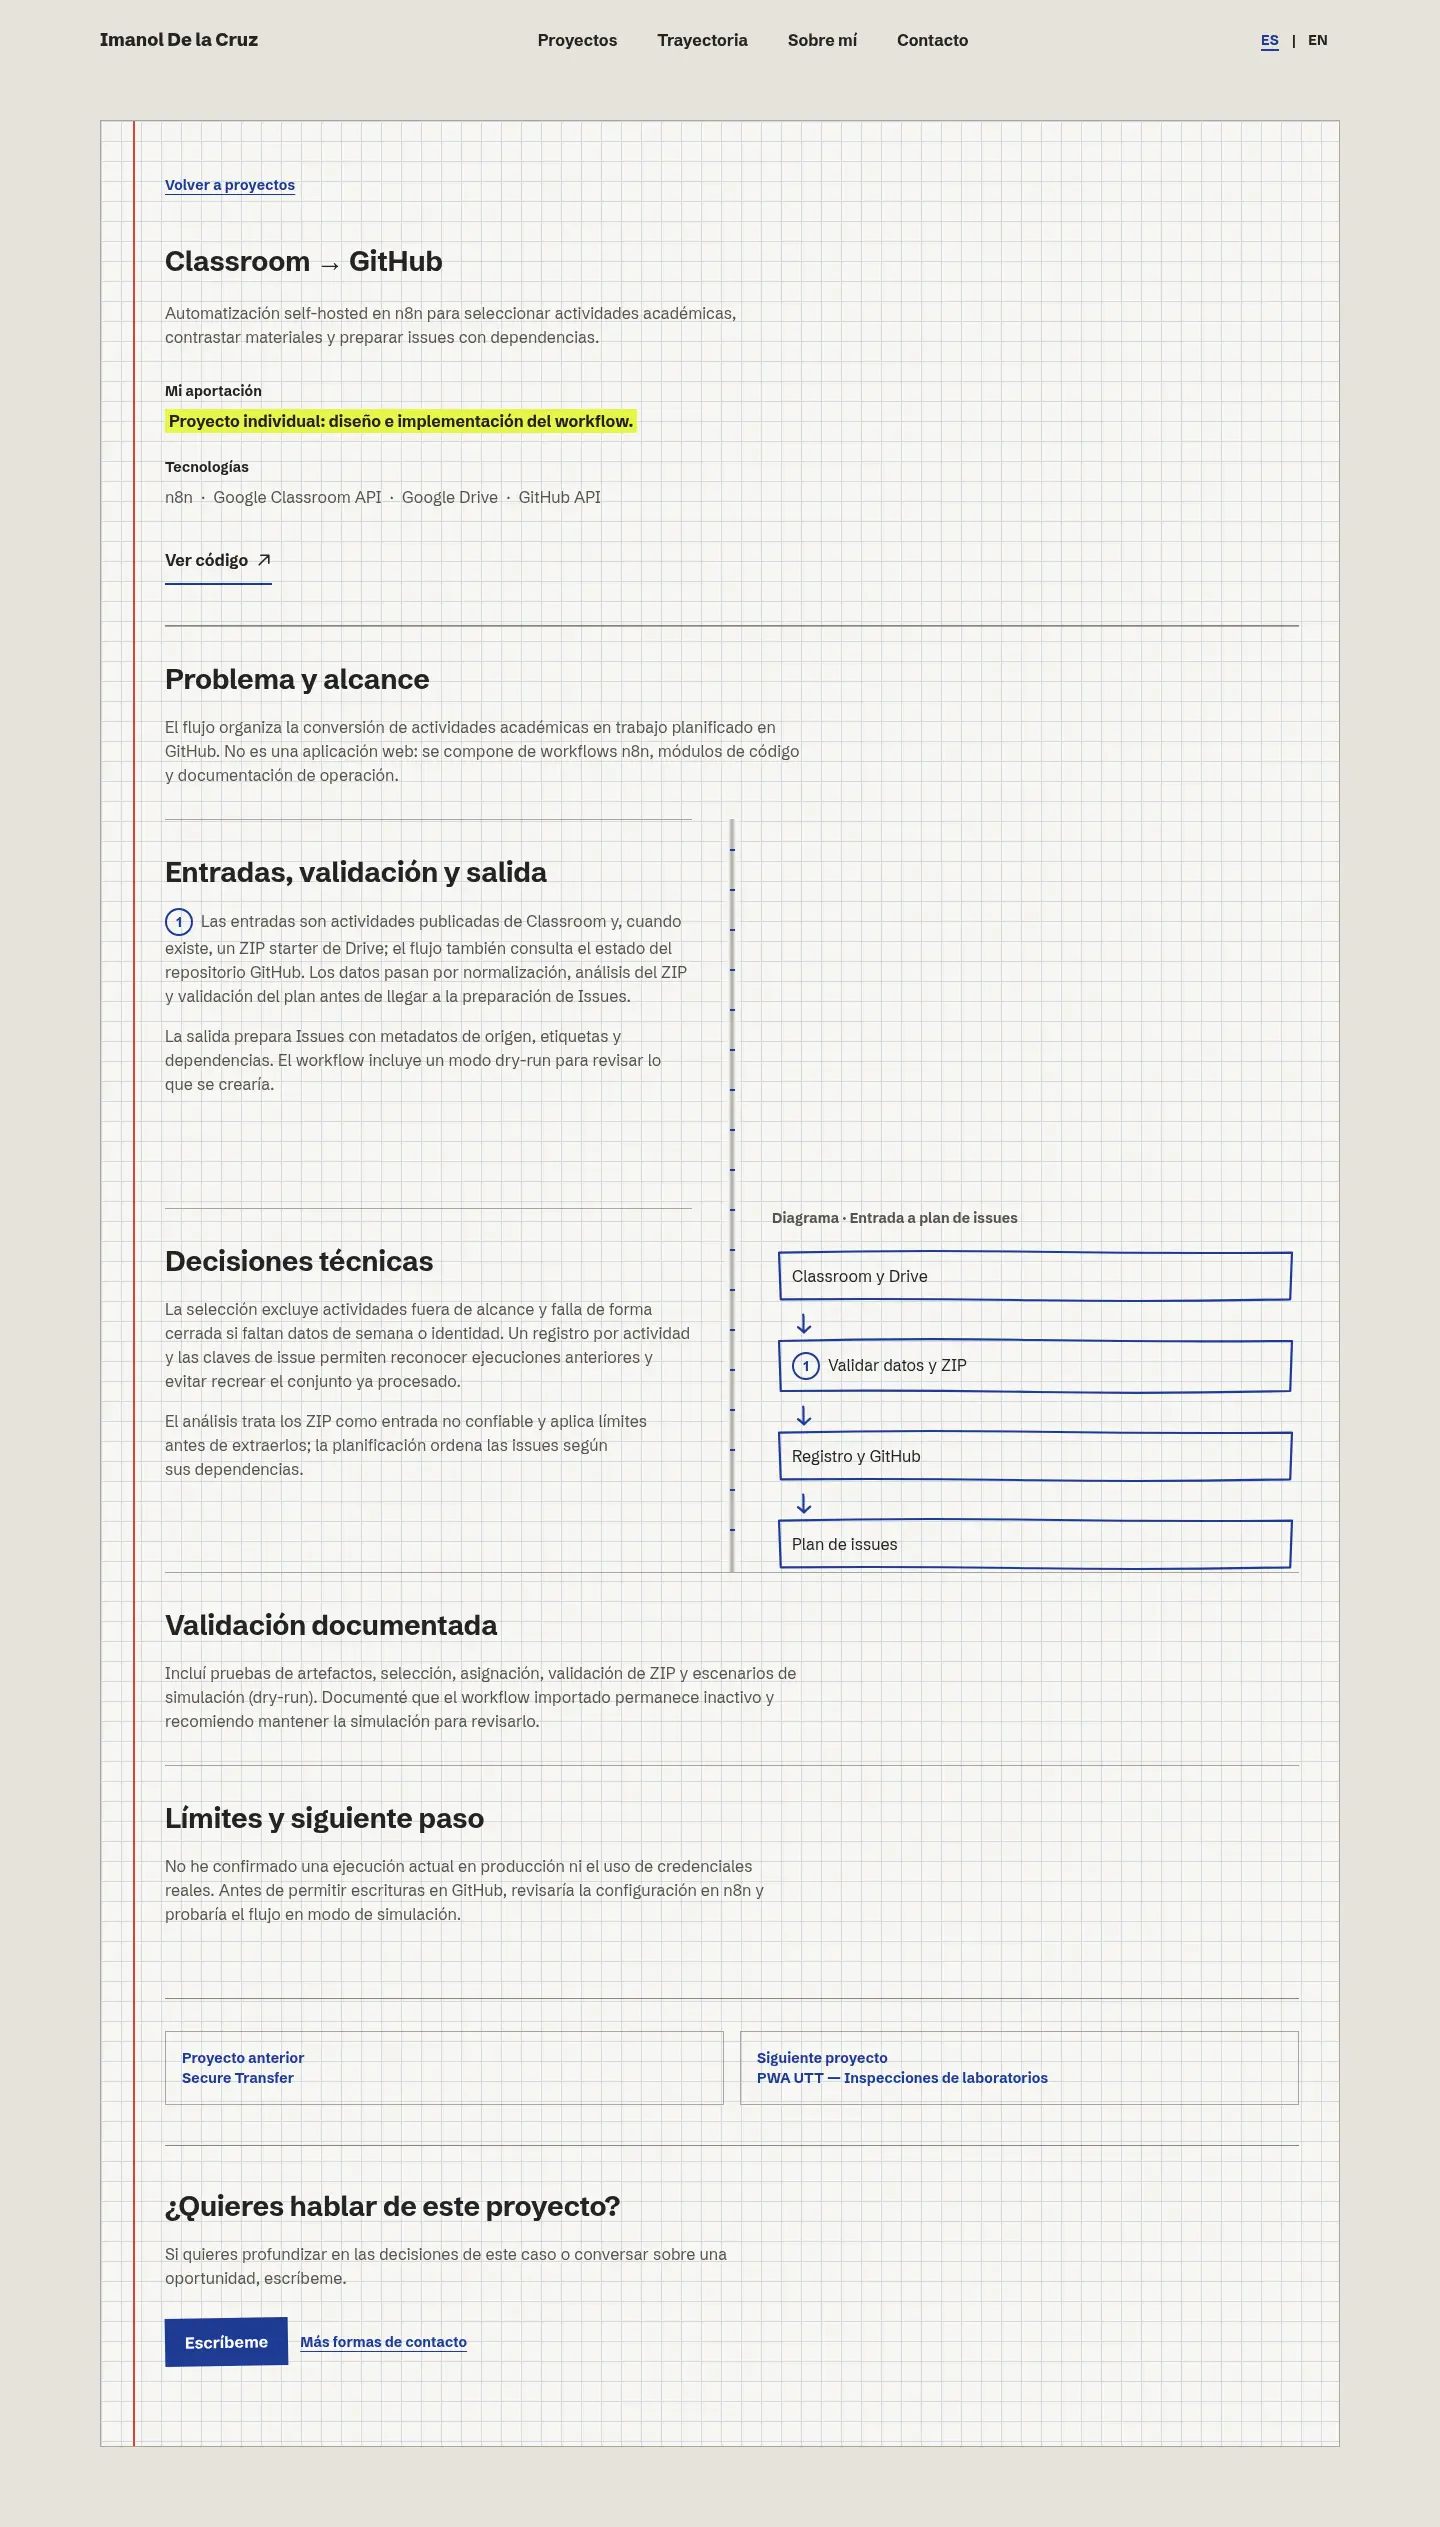 Imanol De la Cruz
Proyectos
Trayectoria
Sobre mí
Contacto
ES | EN
Volver a proyectos
Classroom → GitHub
Automatización self-hosted en n8n para seleccionar actividades académicas,
contrastar materiales y preparar issues con dependencias.
Mi aportación
Proyecto individual: diseño e implementación del workflow.
Tecnologías
n8n · Google Classroom API · Google Drive · GitHub API
Ver código ↗
Problema y alcance
El flujo organiza la conversión de actividades académicas en trabajo planificado en
GitHub. No es una aplicación web: se compone de workflows n8n, módulos de código
y documentación de operación.
Entradas, validación y salida
1 Las entradas son actividades publicadas de Classroom y, cuando
existe, un ZIP starter de Drive; el flujo también consulta el estado del
repositorio GitHub. Los datos pasan por normalización, análisis del ZIP
y validación del plan antes de llegar a la preparación de Issues.
La salida prepara Issues con metadatos de origen, etiquetas y
dependencias. El workflow incluye un modo dry-run para revisar lo
que se crearía.
Decisiones técnicas
La selección excluye actividades fuera de alcance y falla de forma
cerrada si faltan datos de semana o identidad. Un registro por actividad
y las claves de issue permiten reconocer ejecuciones anteriores y
evitar recrear el conjunto ya procesado.
El análisis trata los ZIP como entrada no confiable y aplica límites
antes de extraerlos; la planificación ordena las issues según
sus dependencias.
Diagrama · Entrada a plan de issues
Classroom y Drive
↓
1 Validar datos y ZIP
↓
Registro y GitHub
↓
Plan de issues
Validación documentada
Incluí pruebas de artefactos, selección, asignación, validación de ZIP y escenarios de
simulación (dry-run). Documenté que el workflow importado permanece inactivo y
recomiendo mantener la simulación para revisarlo.
Límites y siguiente paso
No he confirmado una ejecución actual en producción ni el uso de credenciales
reales. Antes de permitir escrituras en GitHub, revisaría la configuración en n8n y
probaría el flujo en modo de simulación.
Proyecto anterior
Secure Transfer
Siguiente proyecto
PWA UTT — Inspecciones de laboratorios
¿Quieres hablar de este proyecto?
Si quieres profundizar en las decisiones de este caso o conversar sobre una
oportunidad, escríbeme.
Escríbeme
Más formas de contacto